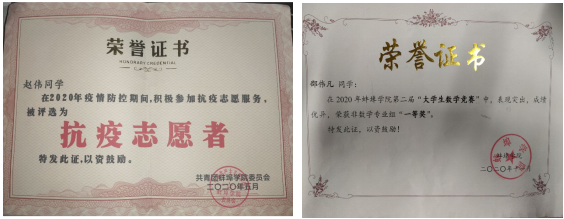 荣誉证书
HONORARY CREDENTIAL
赵伟同学
在2020年疫情防控期间,积极参加抗疫志愿服务,
被评选为
抗疫志愿者
特发此证,以资鼓励。
共青团蚌埠学院委员会
二〇二〇年五月
荣誉证书
邵伟凡 同学:
在 2020 年蚌埠学院第二届“大学生数学竞赛”中,表现突出,成绩
优异,荣获非数学专业组“一等奖”。
特发此证,以资鼓励!
蚌埠学院